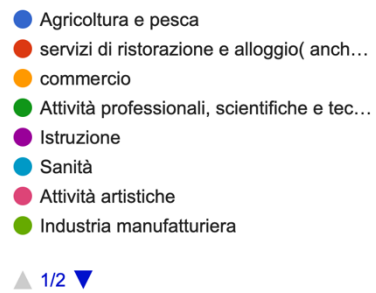 Agricoltura e pesca
servizi di ristorazione e alloggio( anch...
commercio
Attività professionali, scientifiche e tec...
Istruzione
Sanità
Attività artistiche
Industria manufatturiera
1/2